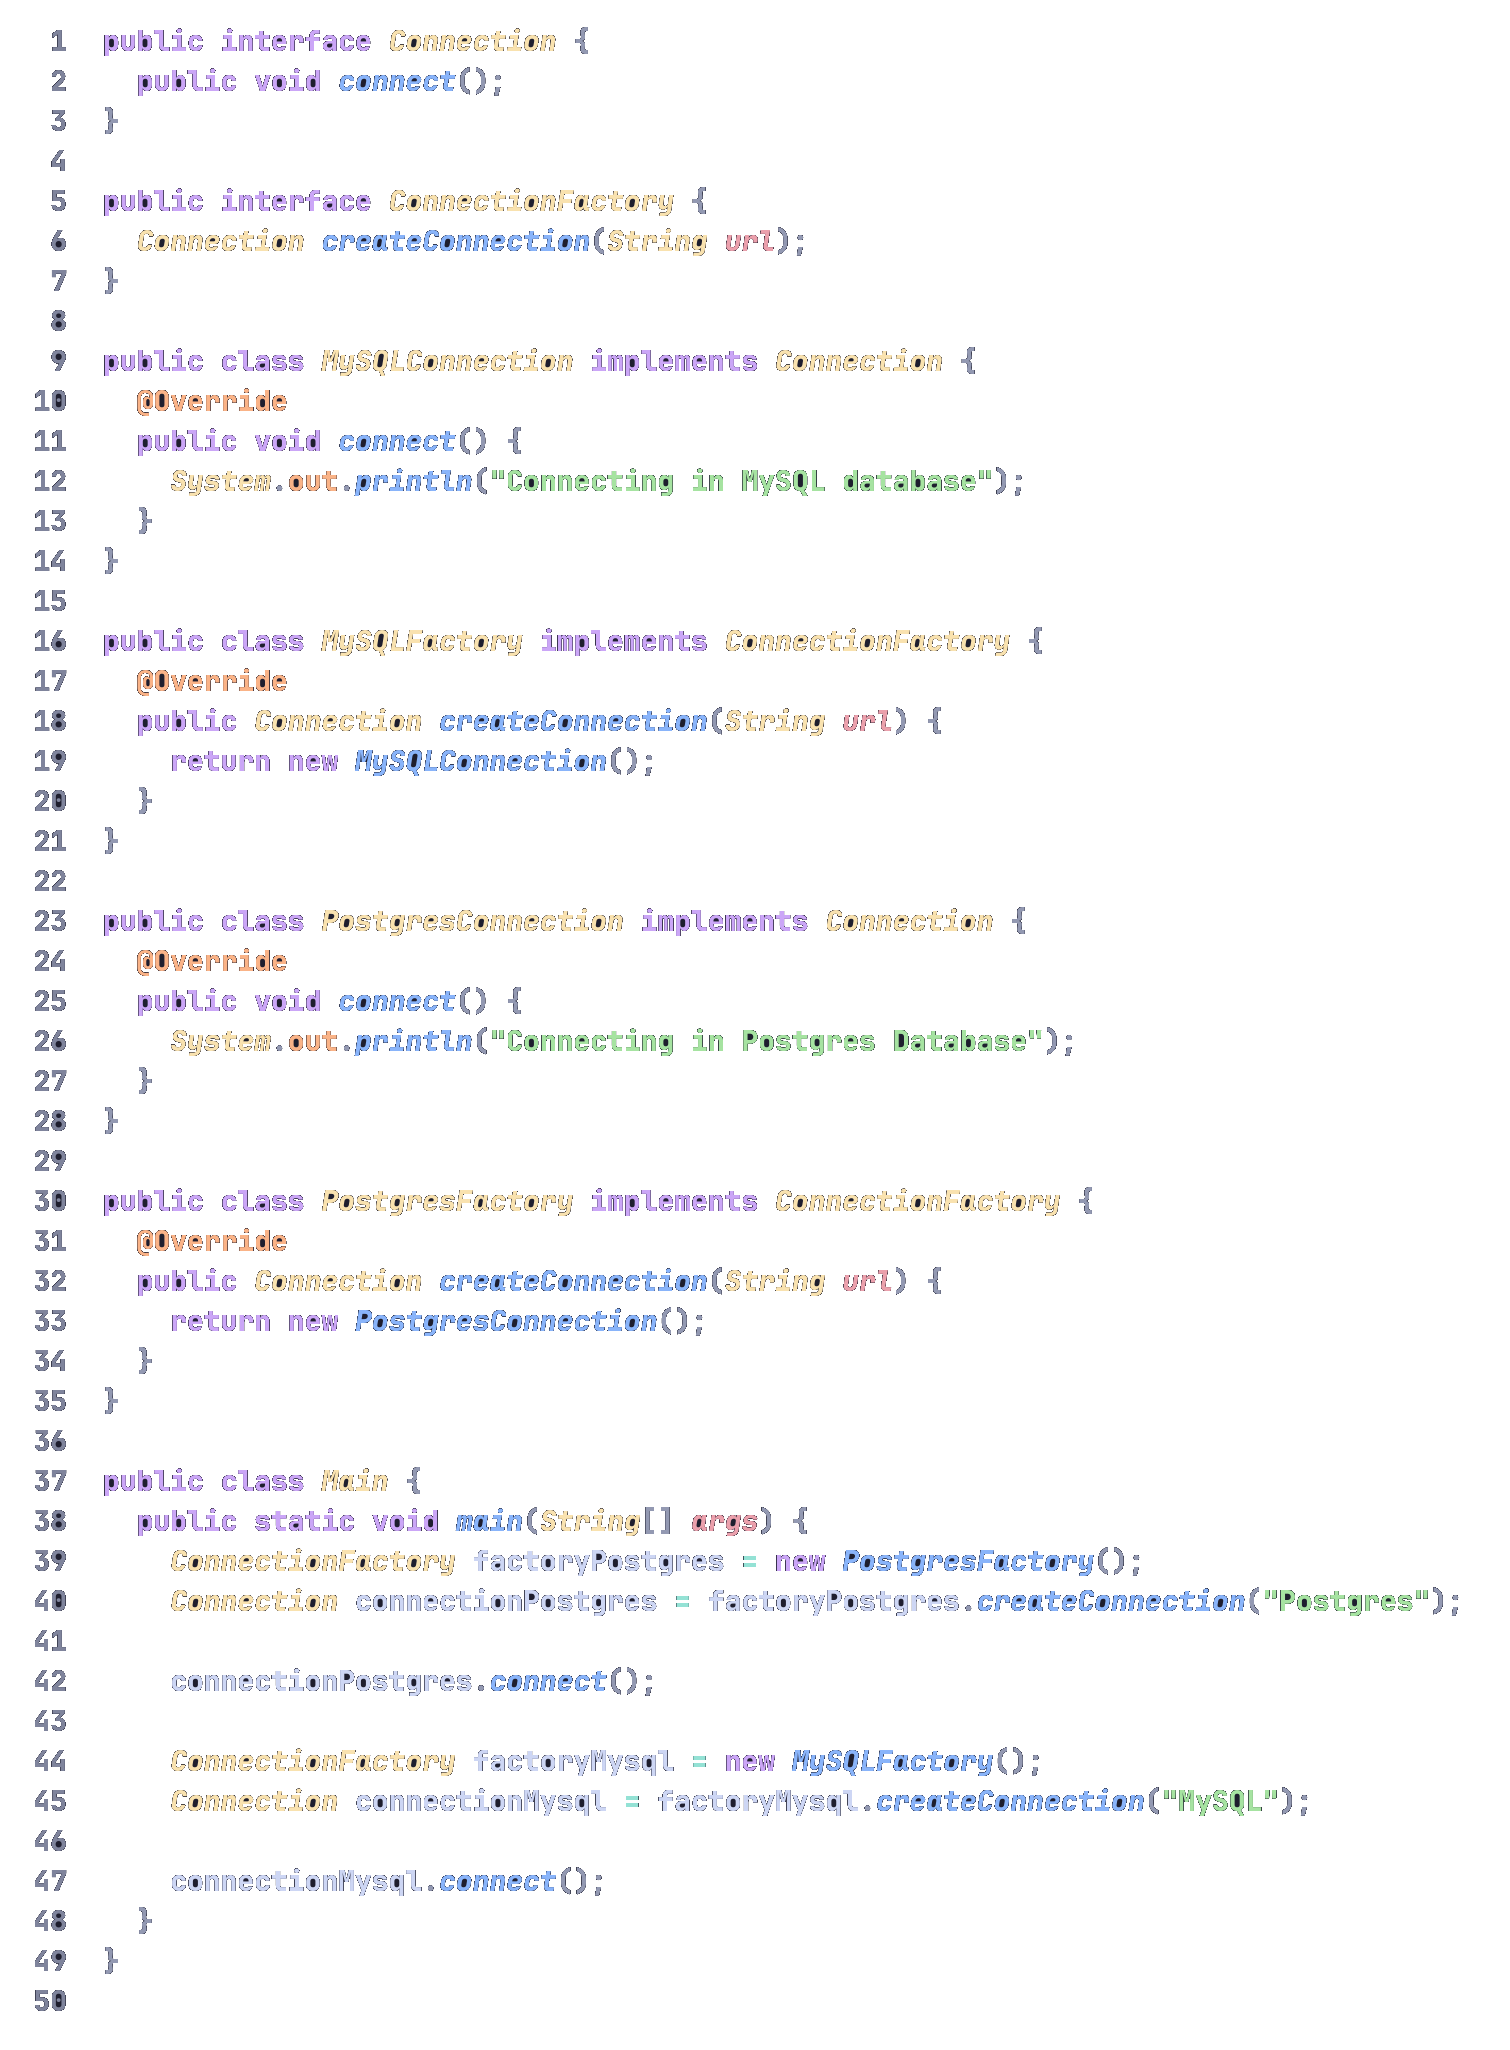 1 public interface Connection {
2   public void connect();
3 }
4
5 public interface ConnectionFactory {
6   Connection createConnection(String url);
7 }
8
9 public class MySQLConnection implements Connection {
10   @Override
11   public void connect() {
12     System.out.println("Connecting in MySQL database");
13   }
14 }
15
16 public class MySQLFactory implements ConnectionFactory {
17   @Override
18   public Connection createConnection(String url) {
19     return new MySQLConnection();
20   }
21 }
22
23 public class PostgresConnection implements Connection {
24   @Override
25   public void connect() {
26     System.out.println("Connecting in Postgres Database");
27   }
28 }
29
30 public class PostgresFactory implements ConnectionFactory {
31   @Override
32   public Connection createConnection(String url) {
33     return new PostgresConnection();
34   }
35 }
36
37 public class Main {
38   public static void main(String[] args) {
39     ConnectionFactory factoryPostgres = new PostgresFactory();
40     Connection connectionPostgres = factoryPostgres.createConnection("Postgres");
41
42     connectionPostgres.connect();
43
44     ConnectionFactory factoryMysql = new MySQLFactory();
45     Connection connectionMysql = factoryMysql.createConnection("MySQL");
46
47     connectionMysql.connect();
48   }
49 }
50